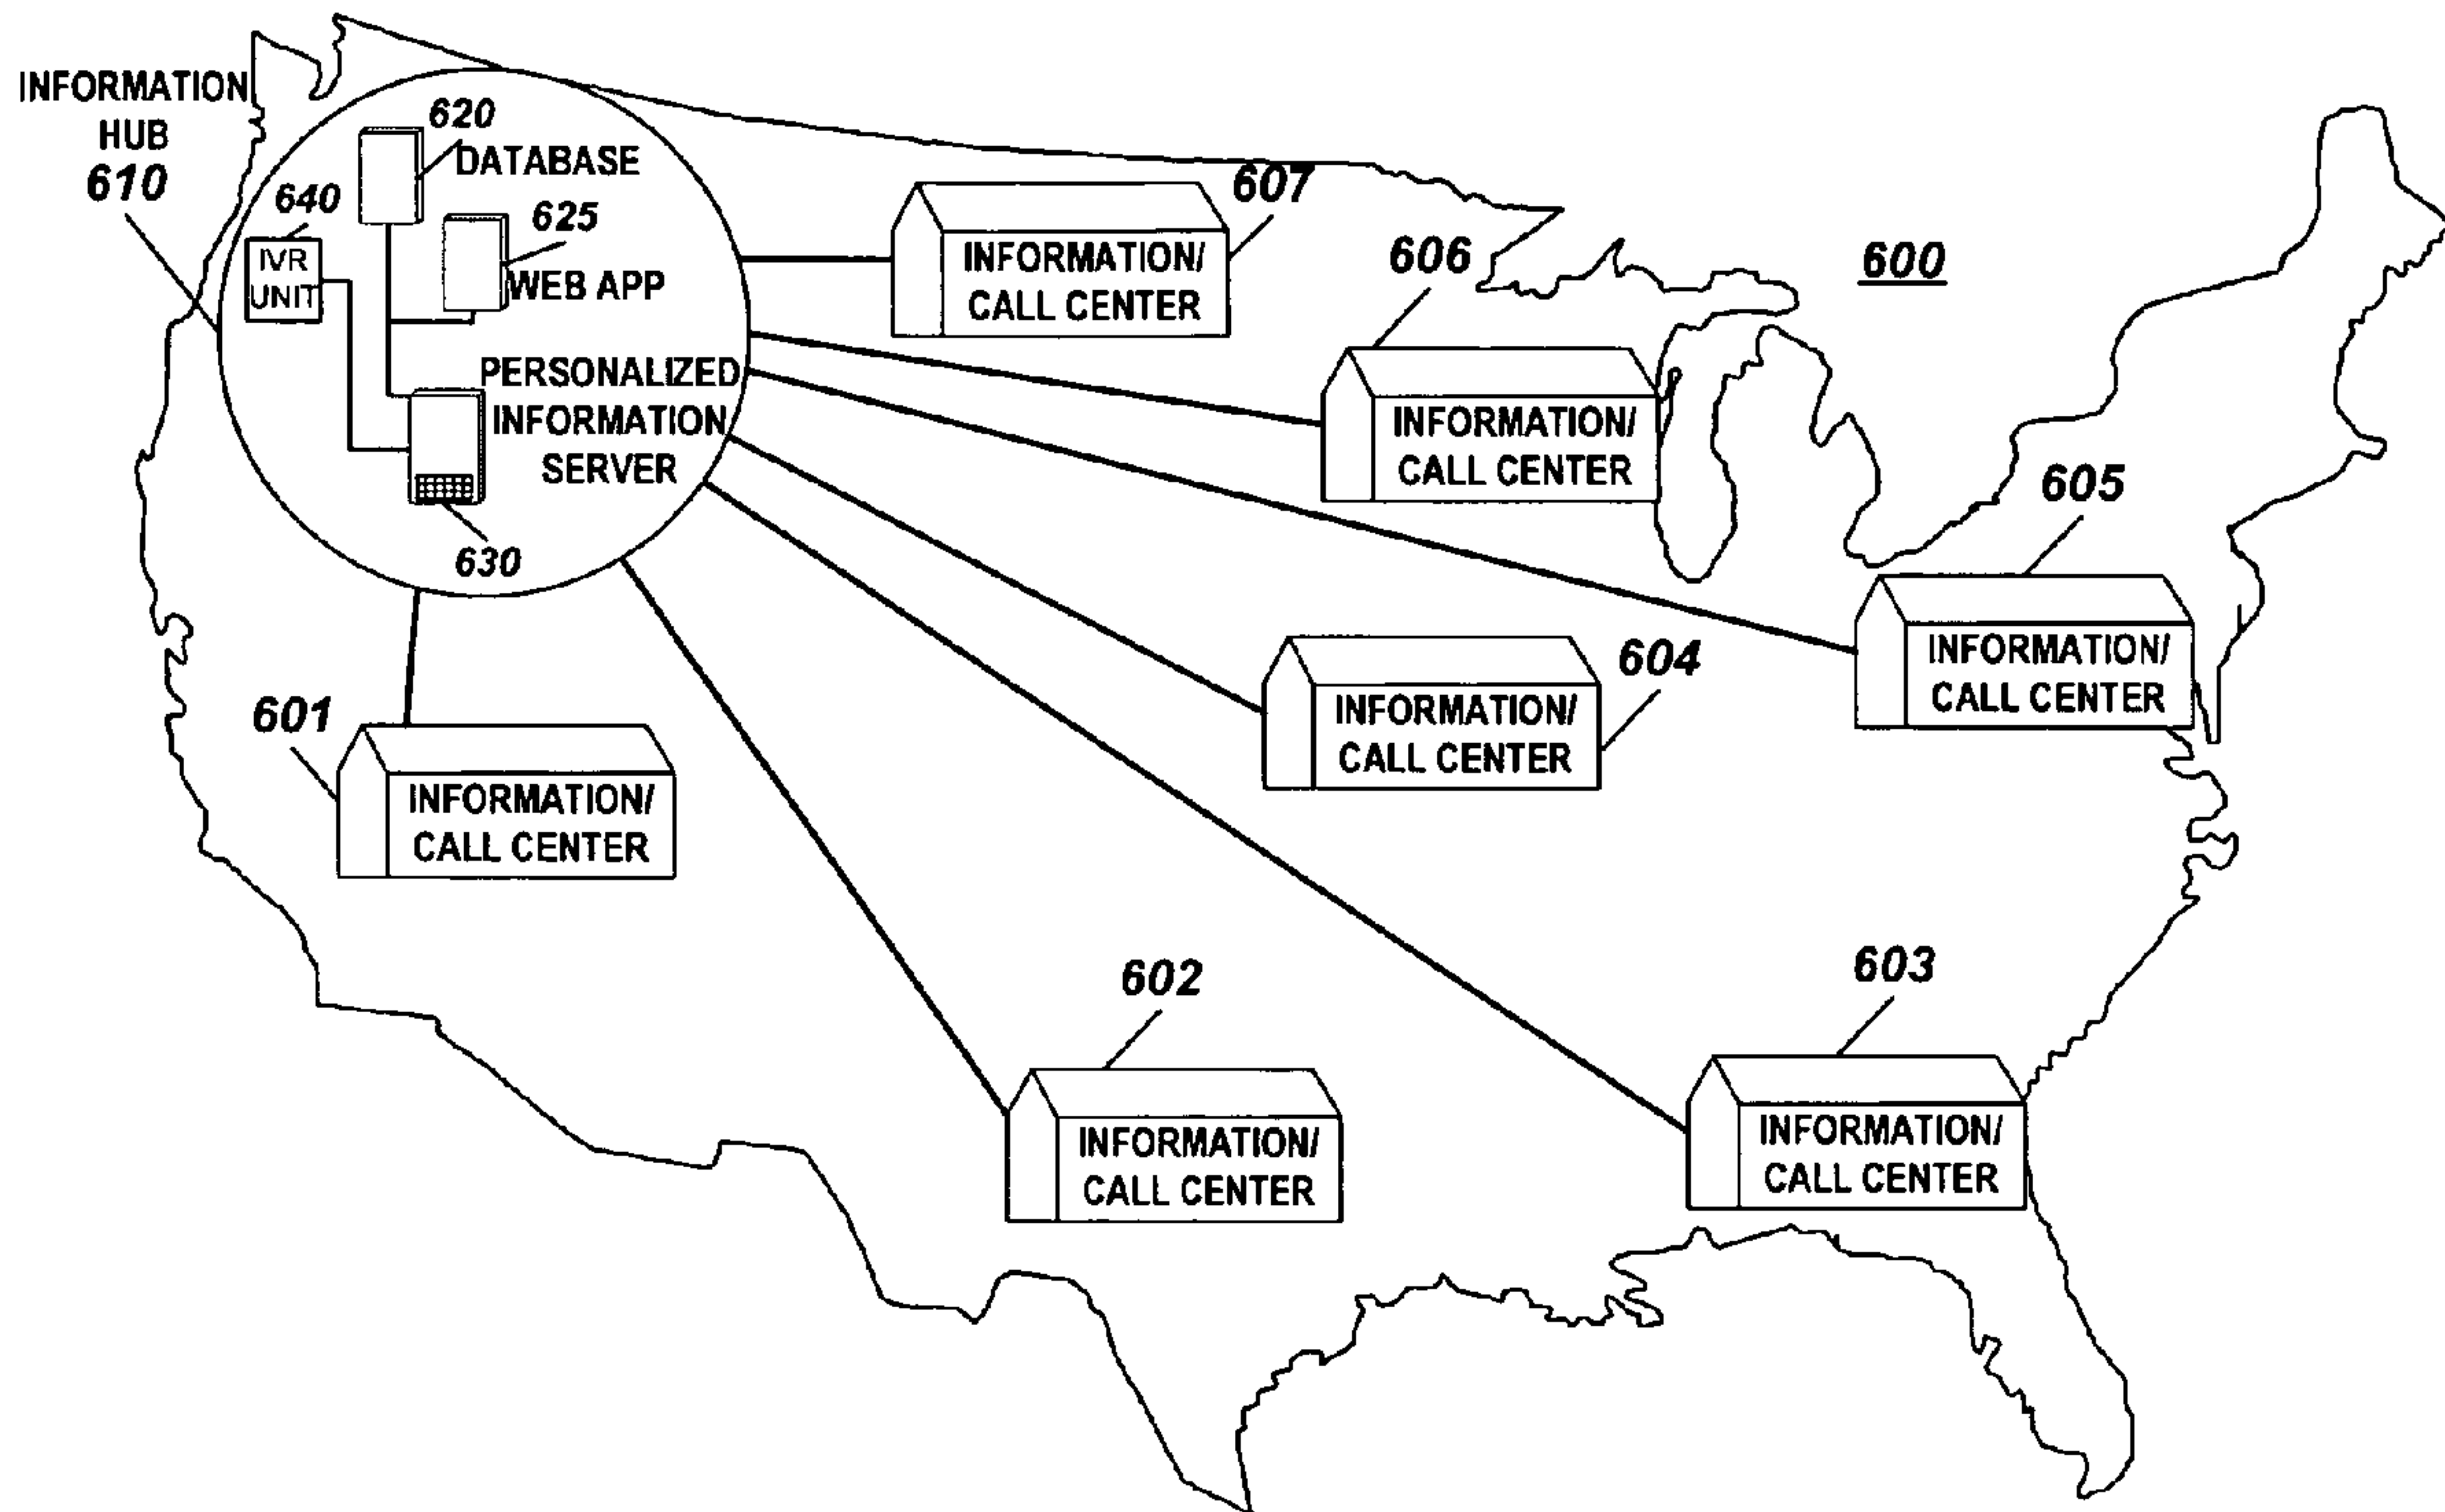 INFORMATION
HUB
610
620
DATABASE
640
625
IVR
UNIT
WEB APP
PERSONALIZED
INFORMATION
SERVER
630
607
INFORMATION/
CALL CENTER
606
INFORMATION/
CALL CENTER
600
605
INFORMATION/
CALL CENTER
604
INFORMATION/
CALL CENTER
601
INFORMATION/
CALL CENTER
602
INFORMATION/
CALL CENTER
603
INFORMATION/
CALL CENTER